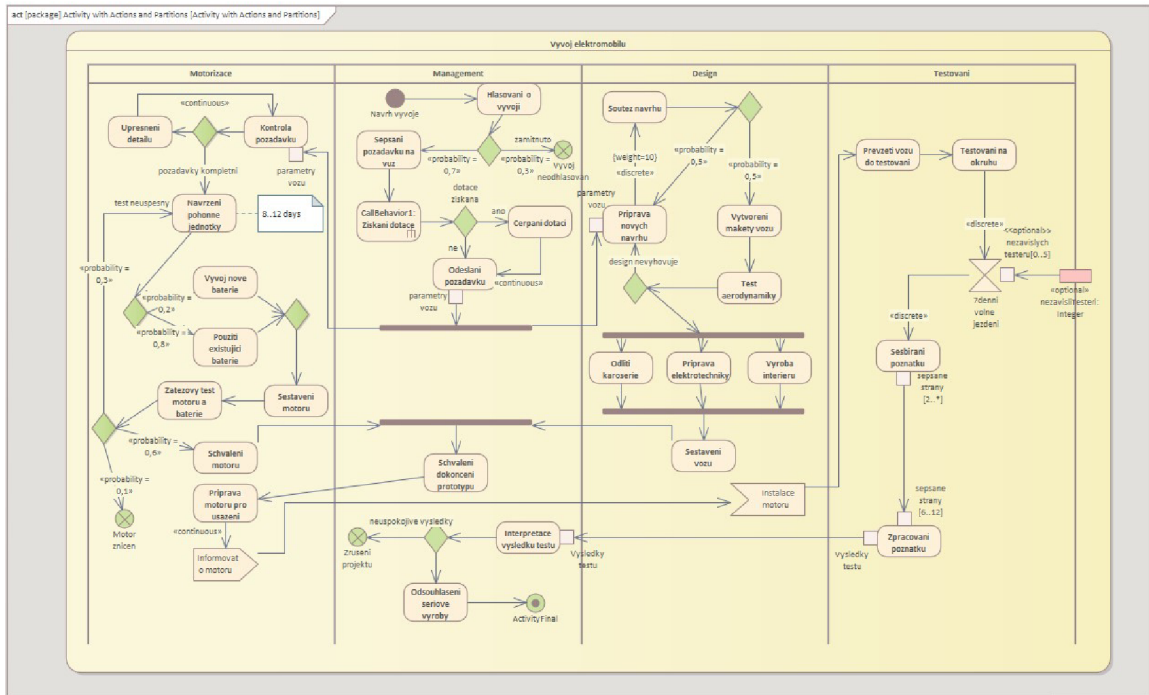 act [package] Activity with Actions and Partitions [Activity with Actions and Partitions]
Vyvoj elektromobilu
Motorizace
Management
Design
Testovani
«continuous»
Upresneni
detailu
Kontrola
pozadavku
pozadavky kompletni
parametry
vozu
test neuspesny
Navrzeni
pohonne
jednotky
8..12 days
«probability =
0,3»
Vyvoj nove
baterie
«probability =
0,2»
«probability =
0,8»
Pouziti
existujici
baterie
Zatezovy test
motoru a
baterie
Sestaveni
motoru
«probability =
0,6»
Schvaleni
motoru
«probability =
0,1»
Motor
znicen
Priprava
motoru pro
usazeni
«continuous»
Informovat
o motoru
Navrh vyvoje
Hlasovani o
vyvoji
Sepsani
pozadavku na
vuz
zamitnuto
«probability =
0,7»
«probability =
0,3»
Vyvoj
neodhlasovan
dotace
ziskana
CallBehavior1:
Ziskani dotace
ano
Cerpani dotaci
ne
Odeslani
pozadavku
«continuous»
parametry
vozu
Schvaleni
dokonceni
prototypu
neuspokojive vysledky
Zruseni
projektu
Interpretace
vysledku testu
Vysledky
testu
Odsouhlaseni
seriove
vyroby
ActivityFinal
Soutez navrhu
{weight=10}
«discrete»
«probability =
0,5»
«probability =
0,5»
parametry
vozu
Priprava
novych
navrhu
Vytvoreni
makety vozu
design nevyhovuje
Test
aerodynamiky
Odliti
karoserie
Priprava
elektrotechniky
Vyroba
interieru
Sestaveni
vozu
Instalace
motoru
Prevzeti vozu
do testovani
Testovani na
okruhu
«discrete»
<<optional>>
nezavislych
testeru[0..5]
7denni
volne
jezdeni
«optional»
nezavisliTesteri:
Integer
«discrete»
Sesbirani
poznatku
sepsane
strany
[2..*]
sepsane
strany
[6..12]
Zpracovani
poznatku
Vysledky
testu